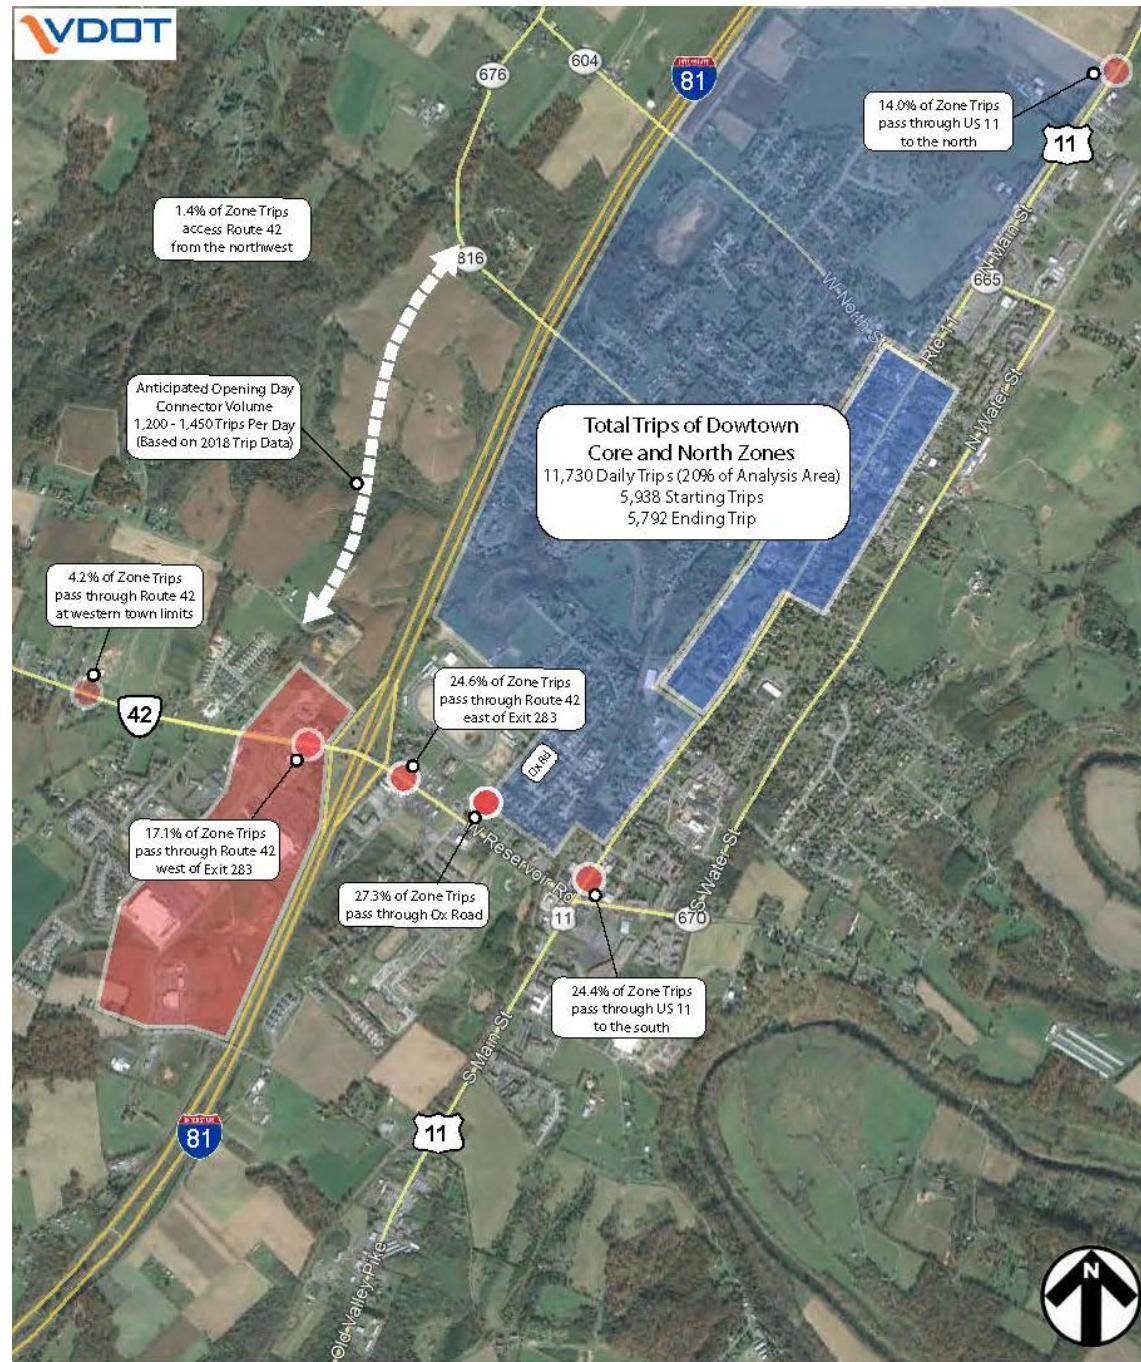 VDOT
676
604
INTERSTATE
81
14.0% of Zone Trips
pass through US 11
to the north
11
1.4% of Zone Trips
access Route 42
from the northwest
816
N Main St
665
W North St
Rte 11
N Water St
Anticipated Opening Day
Connector Volume
1,200 - 1,450 Trips Per Day
(Based on 2018 Trip Data)
Total Trips of Dowtown
Core and North Zones
11,730 Daily Trips (20% of Analysis Area)
5,938 Starting Trips
5,792 Ending Trip
4.2% of Zone Trips
pass through Route 42
at western town limits
42
24.6% of Zone Trips
pass through Route 42
east of Exit 283
Ox Rd
17.1% of Zone Trips
pass through Route 42
west of Exit 283
W Reservoir Rd
27.3% of Zone Trips
pass through Ox Road
S Water St
11
670
24.4% of Zone Trips
pass through US 11
to the south
S Main St
INTERSTATE
81
11
Old Valley Pike
N